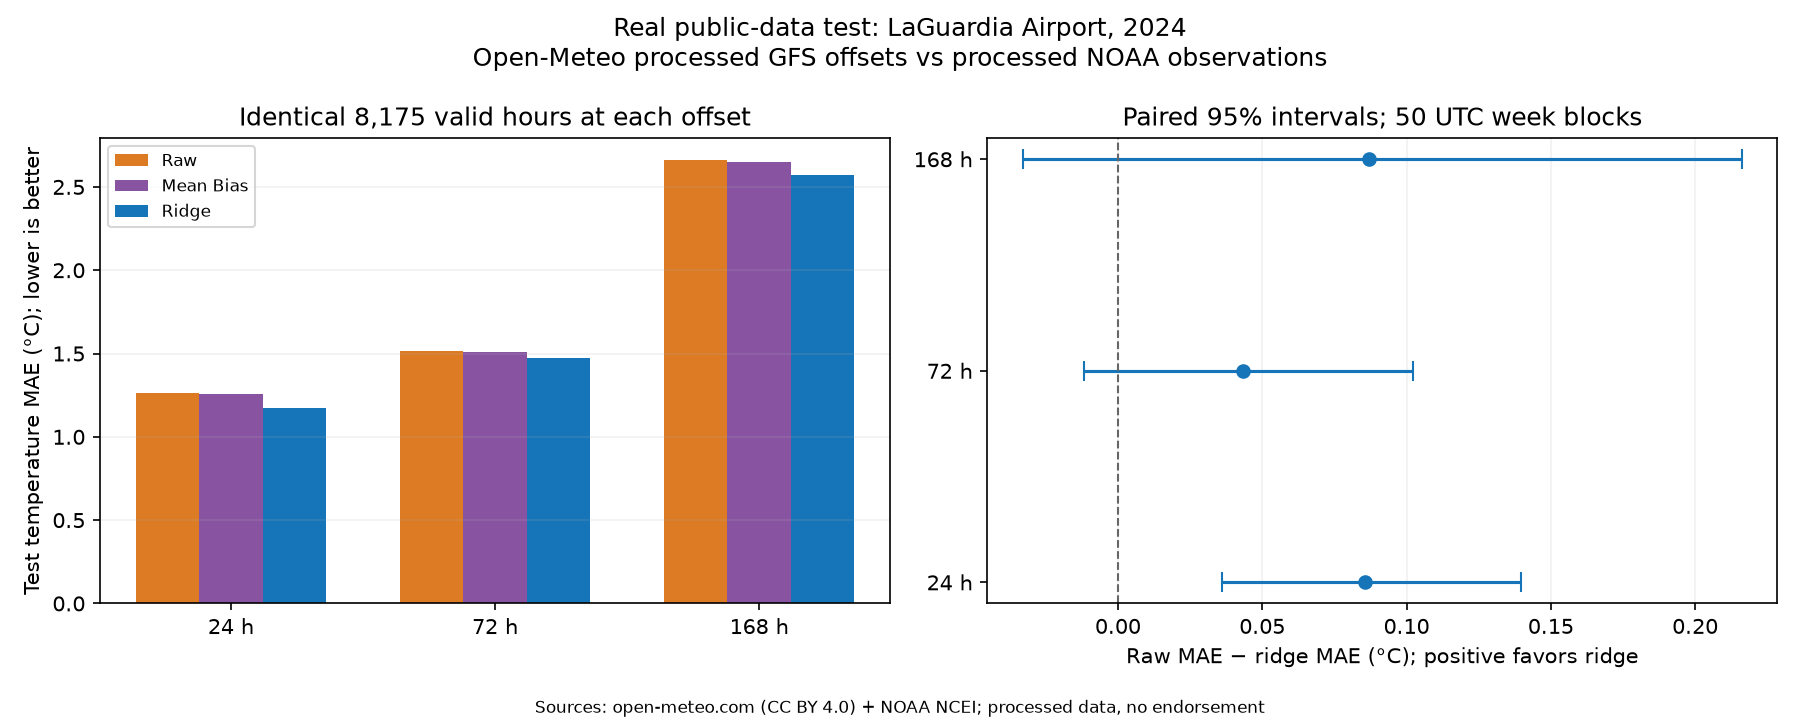 Real public-data test: LaGuardia Airport, 2024
Open-Meteo processed GFS offsets vs processed NOAA observations
Identical 8,175 valid hours at each offset
Test temperature MAE (°C); lower is better
2.5
2.0
1.5
1.0
0.5
0.0
Raw
Mean Bias
Ridge
24 h
72 h
168 h
Paired 95% intervals; 50 UTC week blocks
168 h
72 h
24 h
0.00
0.05
0.10
0.15
0.20
Raw MAE − ridge MAE (°C); positive favors ridge
Sources: open-meteo.com (CC BY 4.0) + NOAA NCEI; processed data, no endorsement